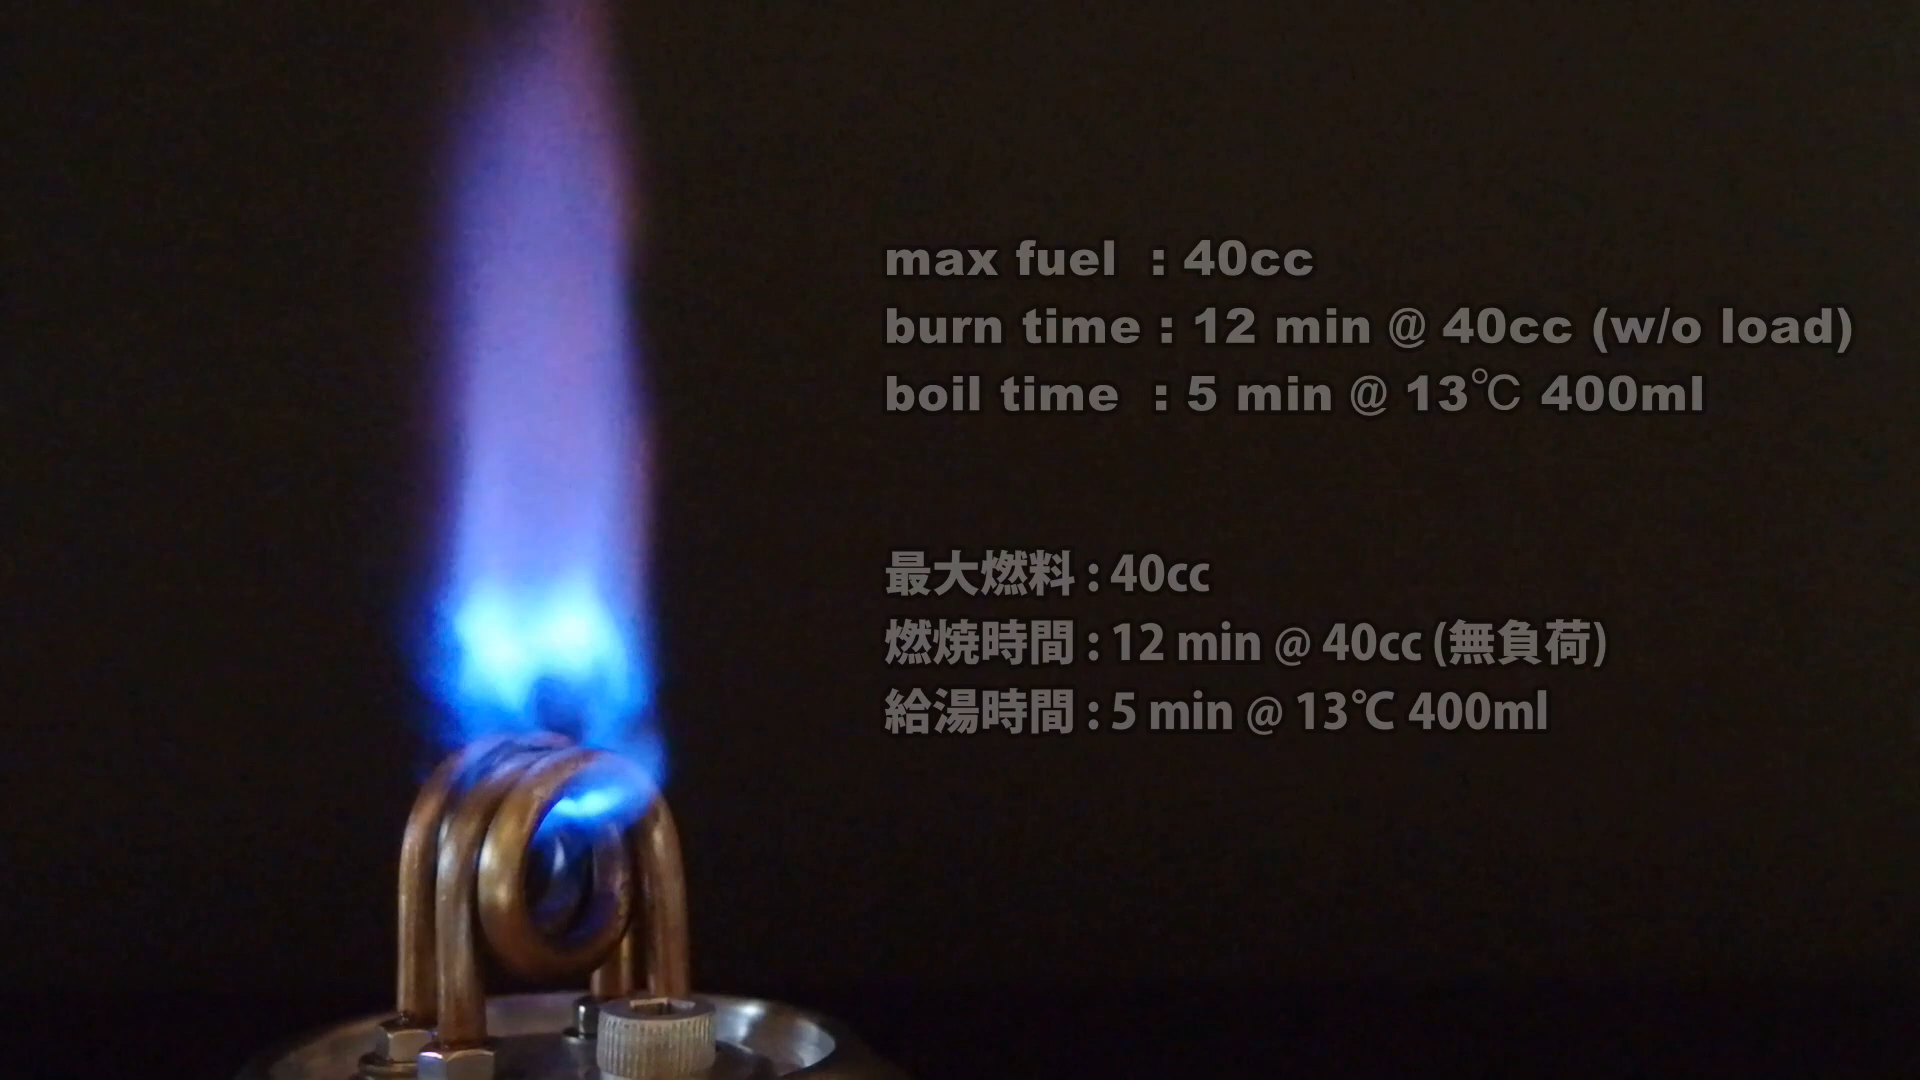 max fuel : 40cc
burn time : 12 min @ 40cc (w/o load)
boil time : 5 min @ 13℃ 400ml
最大燃料 : 40cc
燃焼時間 : 12 min @ 40cc (無負荷)
給湯時間 : 5 min @ 13℃ 400ml